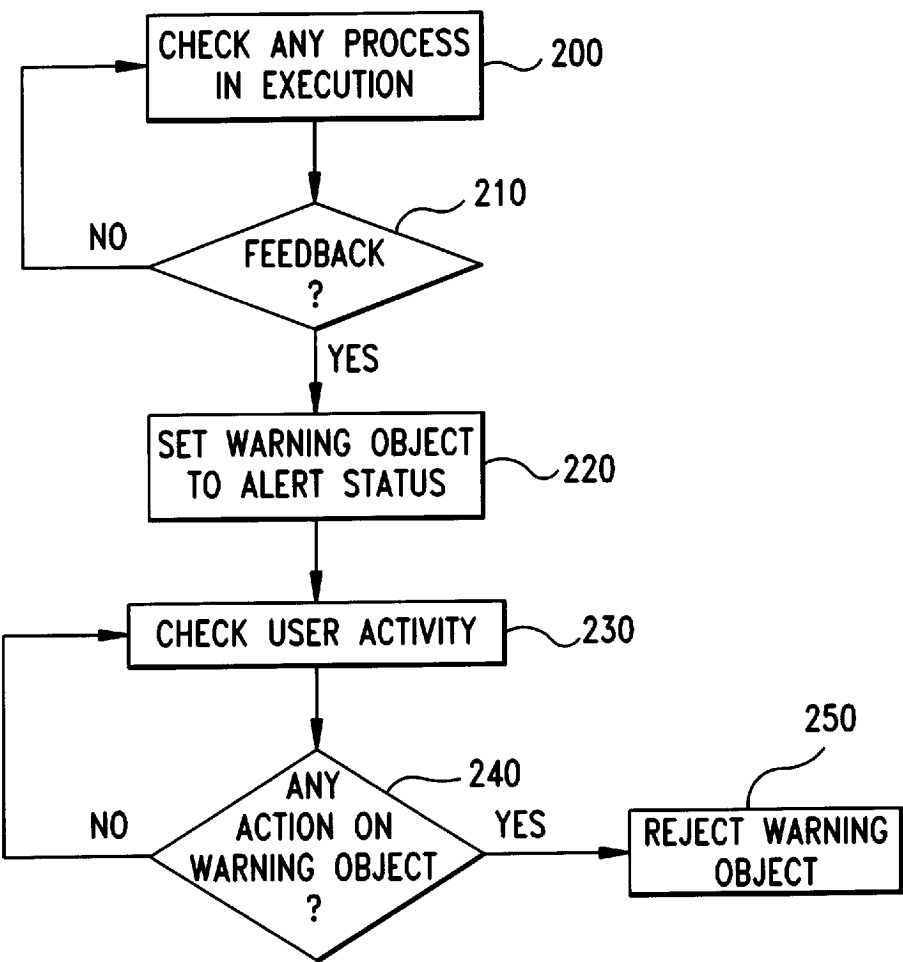 CHECK ANY PROCESS
IN EXECUTION
200
210
NO
FEEDBACK
?
YES
SET WARNING OBJECT
TO ALERT STATUS
220
CHECK USER ACTIVITY
230
250
240
ANY
ACTION ON
WARNING OBJECT
?
NO
YES
REJECT WARNING
OBJECT